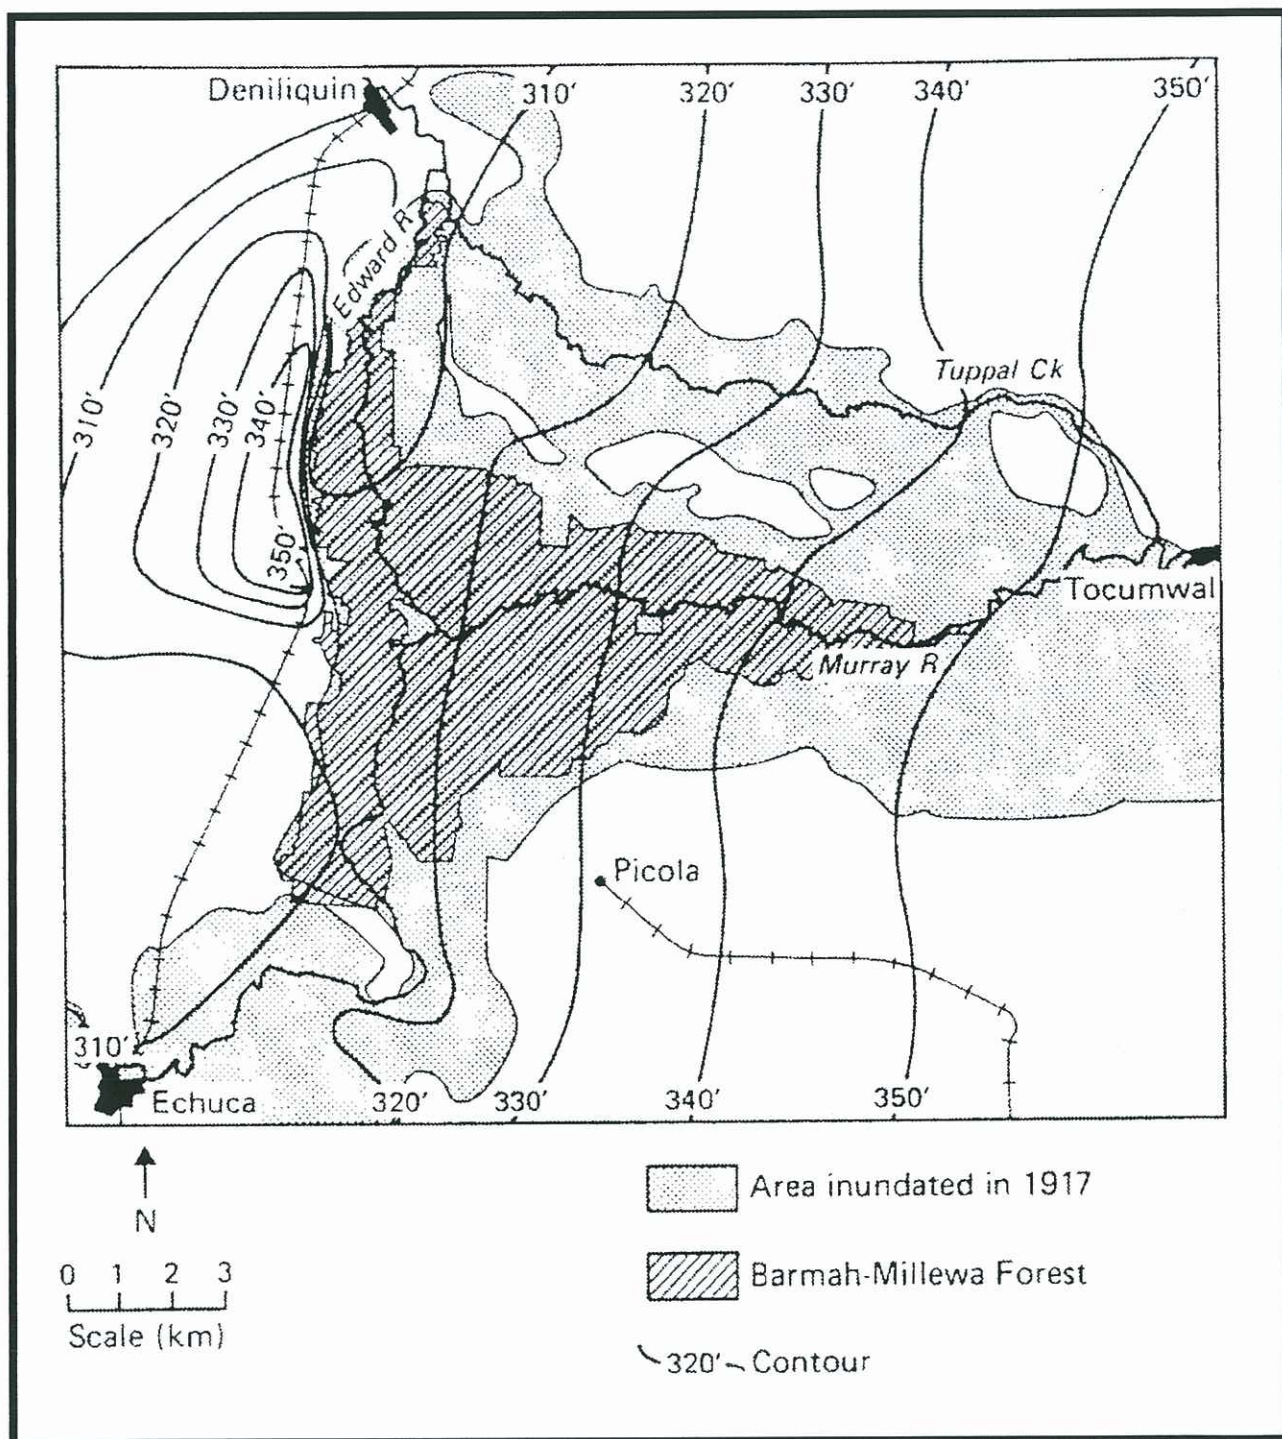 Deniliquin
310'
320'
330'
340'
350'
Edward R
Tuppal Ck
310'
320'
330'
340'
350'
Tocumwal
Murray R
Picola
310'
Echuca
320'
330'
340'
350'
N
Area inundated in 1917
Barmah-Millewa Forest
320' Contour
0 1 2 3
Scale (km)